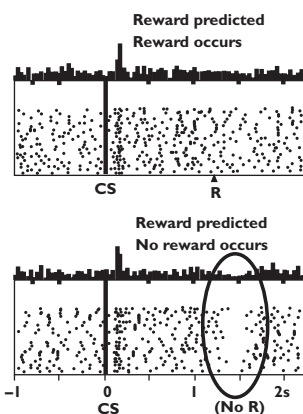 Reward predicted
Reward occurs
CS
R
Reward predicted
No reward occurs
−1 0 1 2s
CS
(No R)